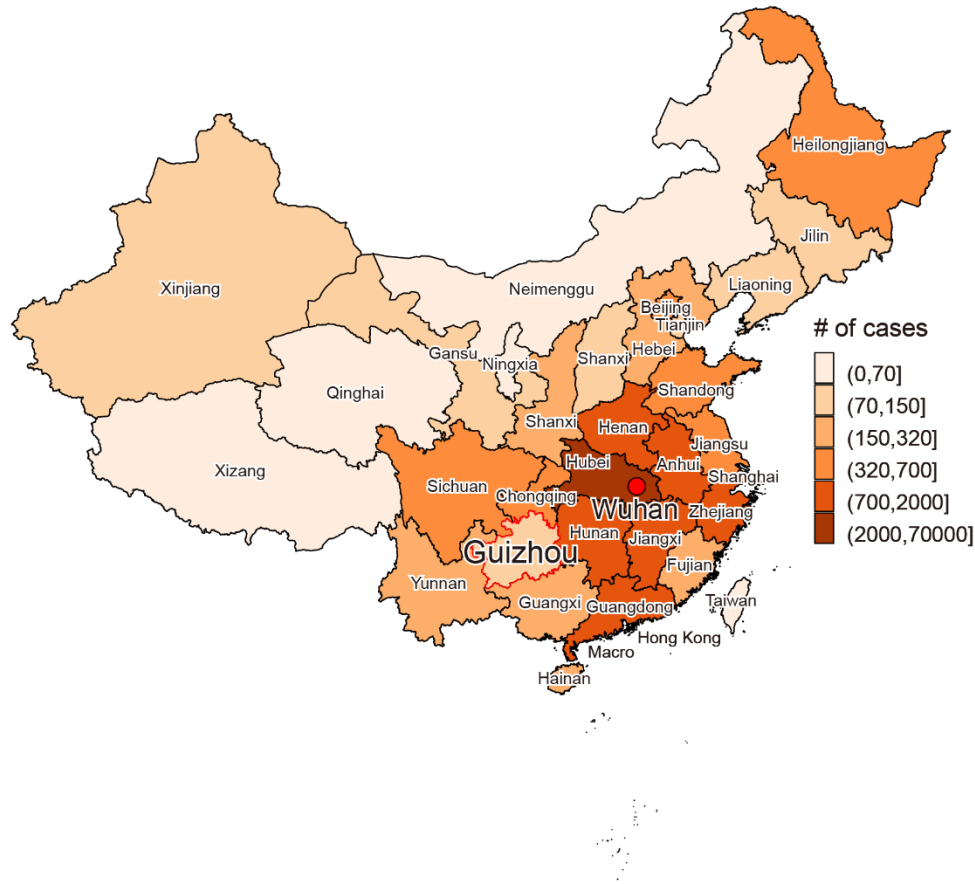 Heilongjiang
Jilin
Xinjiang
Neimenggu
Liaoning
Beijing
Tianjin
# of cases
Gansu
Ningxia
Shanxi
Hebei
(0,70]
Qinghai
Shandong
(70,150]
Shanxi
Henan
Jiangsu
(150,320]
Xizang
Hubei
Anhui
Shanghai
(320,700]
Sichuan
Chongqing
Wuhan
Zhejiang
(700,2000]
Hunan
Jiangxi
(2000,70000]
Guizhou
Fujian
Yunnan
Guangxi
Guangdong
Taiwan
Hong Kong
Macro
Hainan